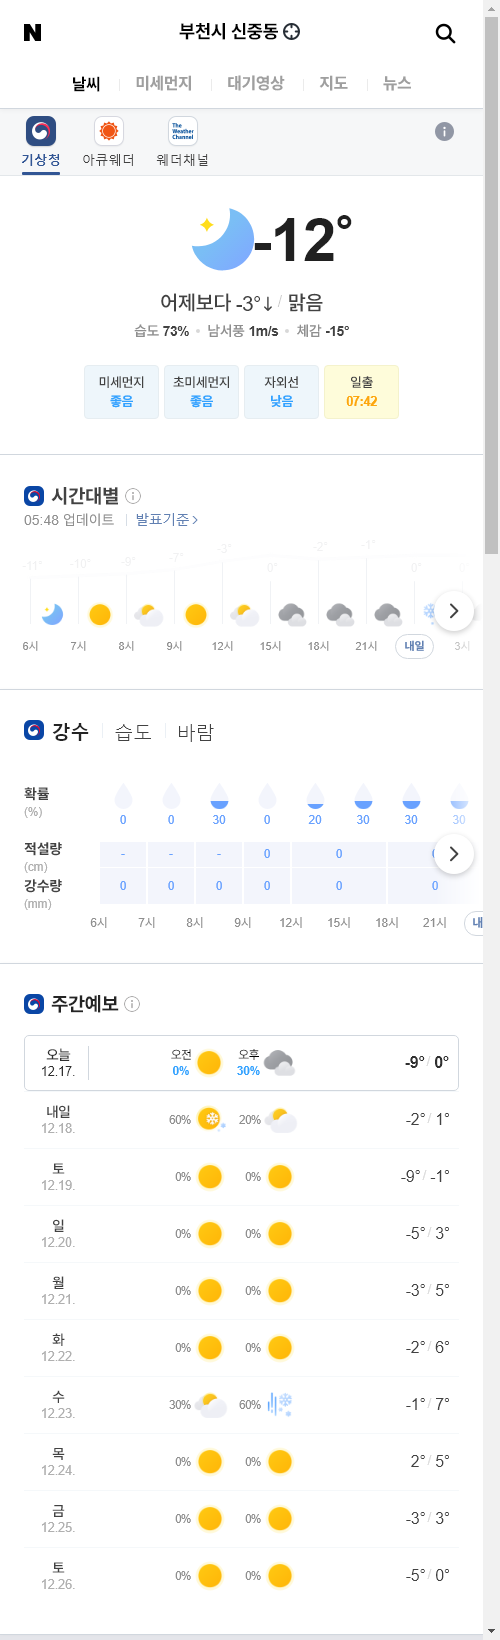 N
부천시 신중동
날씨 미세먼지 대기영상 지도 뉴스
The Weather Channel
기상청 아큐웨더 웨더채널
-12°
어제보다 -3°↓ / 맑음
습도 73% • 남서풍 1m/s • 체감 -15°
미세먼지 초미세먼지 자외선 일출
좋음 좋음 낮음 07:42
시간대별
05:48 업데이트 발표기준 >
-11° -10° -9° -7° -3° 0° -2° -1° 0°
6시 7시 8시 9시 12시 15시 18시 21시 내일 3시
강수 습도 바람
확률
(%)
0 0 30 0 20 30 30 30
적설량
(cm)
- - - 0 0
강수량
(mm)
0 0 0 0 0 0
6시 7시 8시 9시 12시 15시 18시 21시 내
주간예보
오늘 오전 오후
12.17. 0% 30% -9° / 0°
내일
12.18. 60% 20% -2° / 1°
토
12.19. 0% 0% -9° / -1°
일
12.20. 0% 0% -5° / 3°
월
12.21. 0% 0% -3° / 5°
화
12.22. 0% 0% -2° / 6°
수
12.23. 30% 60% -1° / 7°
목
12.24. 0% 0% 2° / 5°
금
12.25. 0% 0% -3° / 3°
토
12.26. 0% 0% -5° / 0°